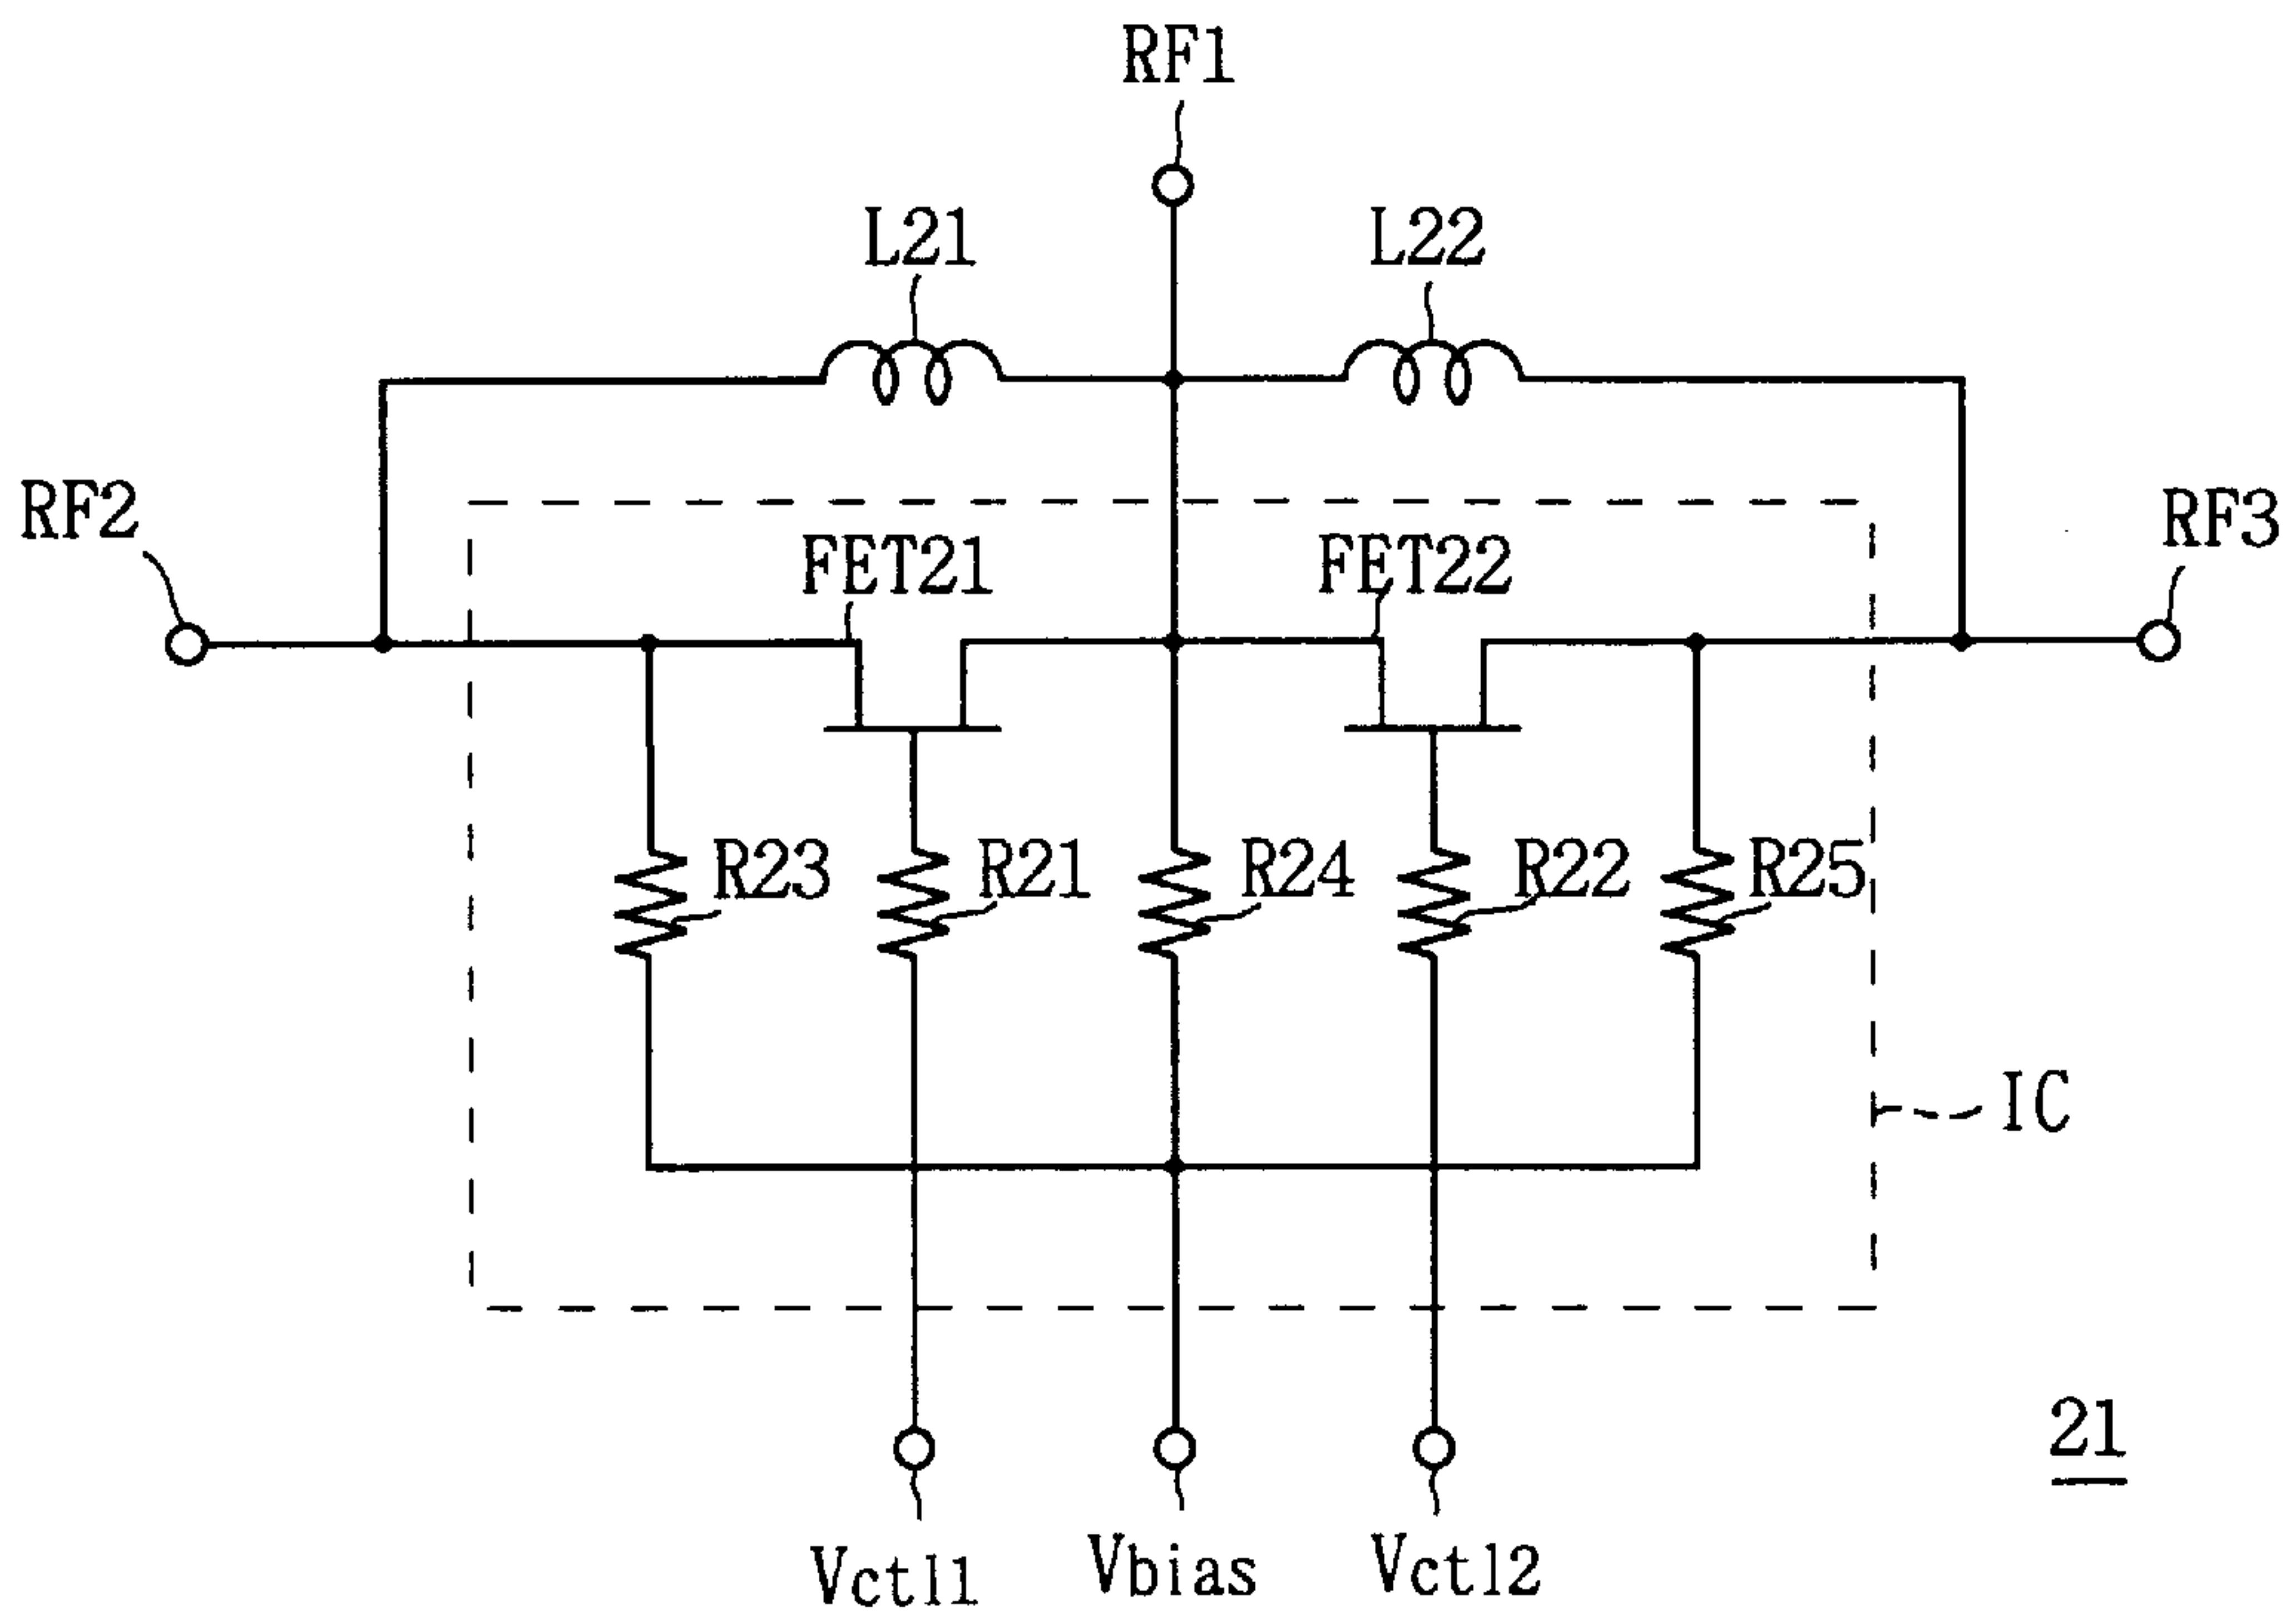 RF1
L21
L22
RF2
RF3
FET21
FET22
R23
R21
R24
R22
R25
IC
21
Vctl1
Vbias
Vctl2